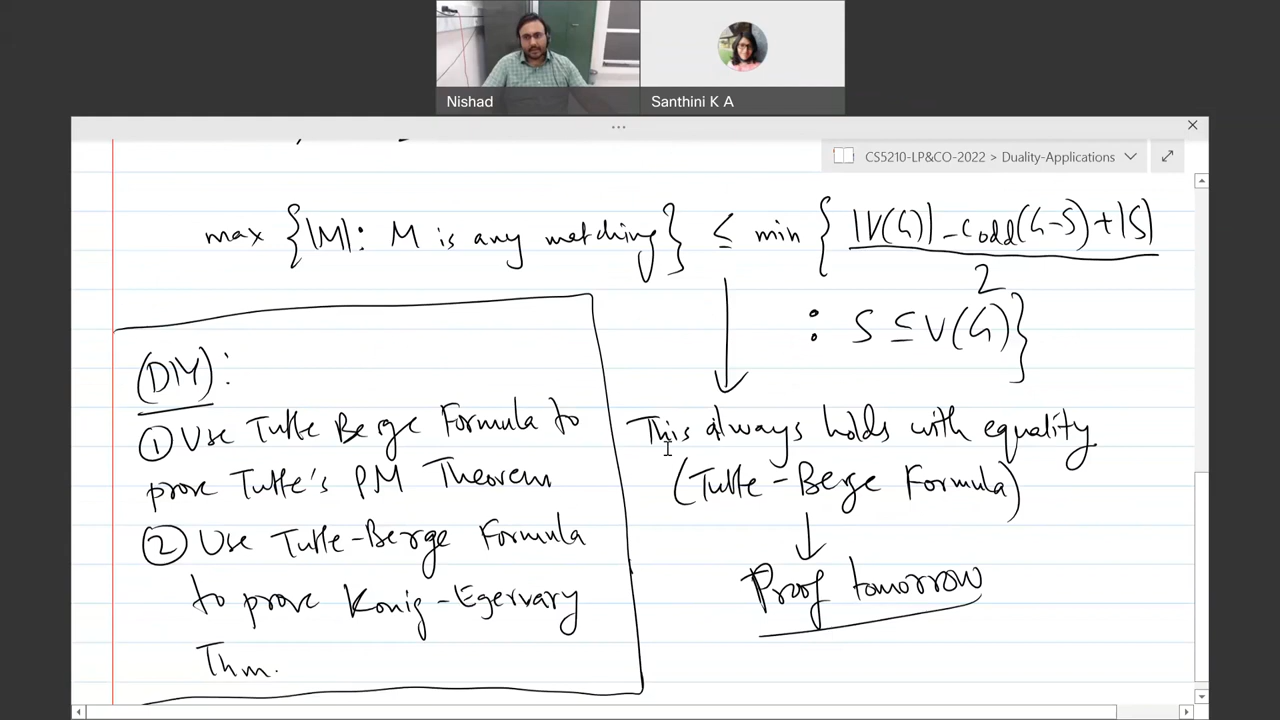 Nishad
Santhini K A
CS5210-LP&CO-2022 > Duality-Applications
max {|M|: M is any matching} ≤ min { |V(G)| - c_odd(G-S) + |S|
2
: S ⊆ V(G)}
(DIY):
① Use Tutte Berge Formula to
prove Tutte's PM Theorem
② Use Tutte-Berge Formula
to prove Konig-Egervary
Thm.
This always holds with equality
(Tutte-Berge Formula)
Proof tomorrow